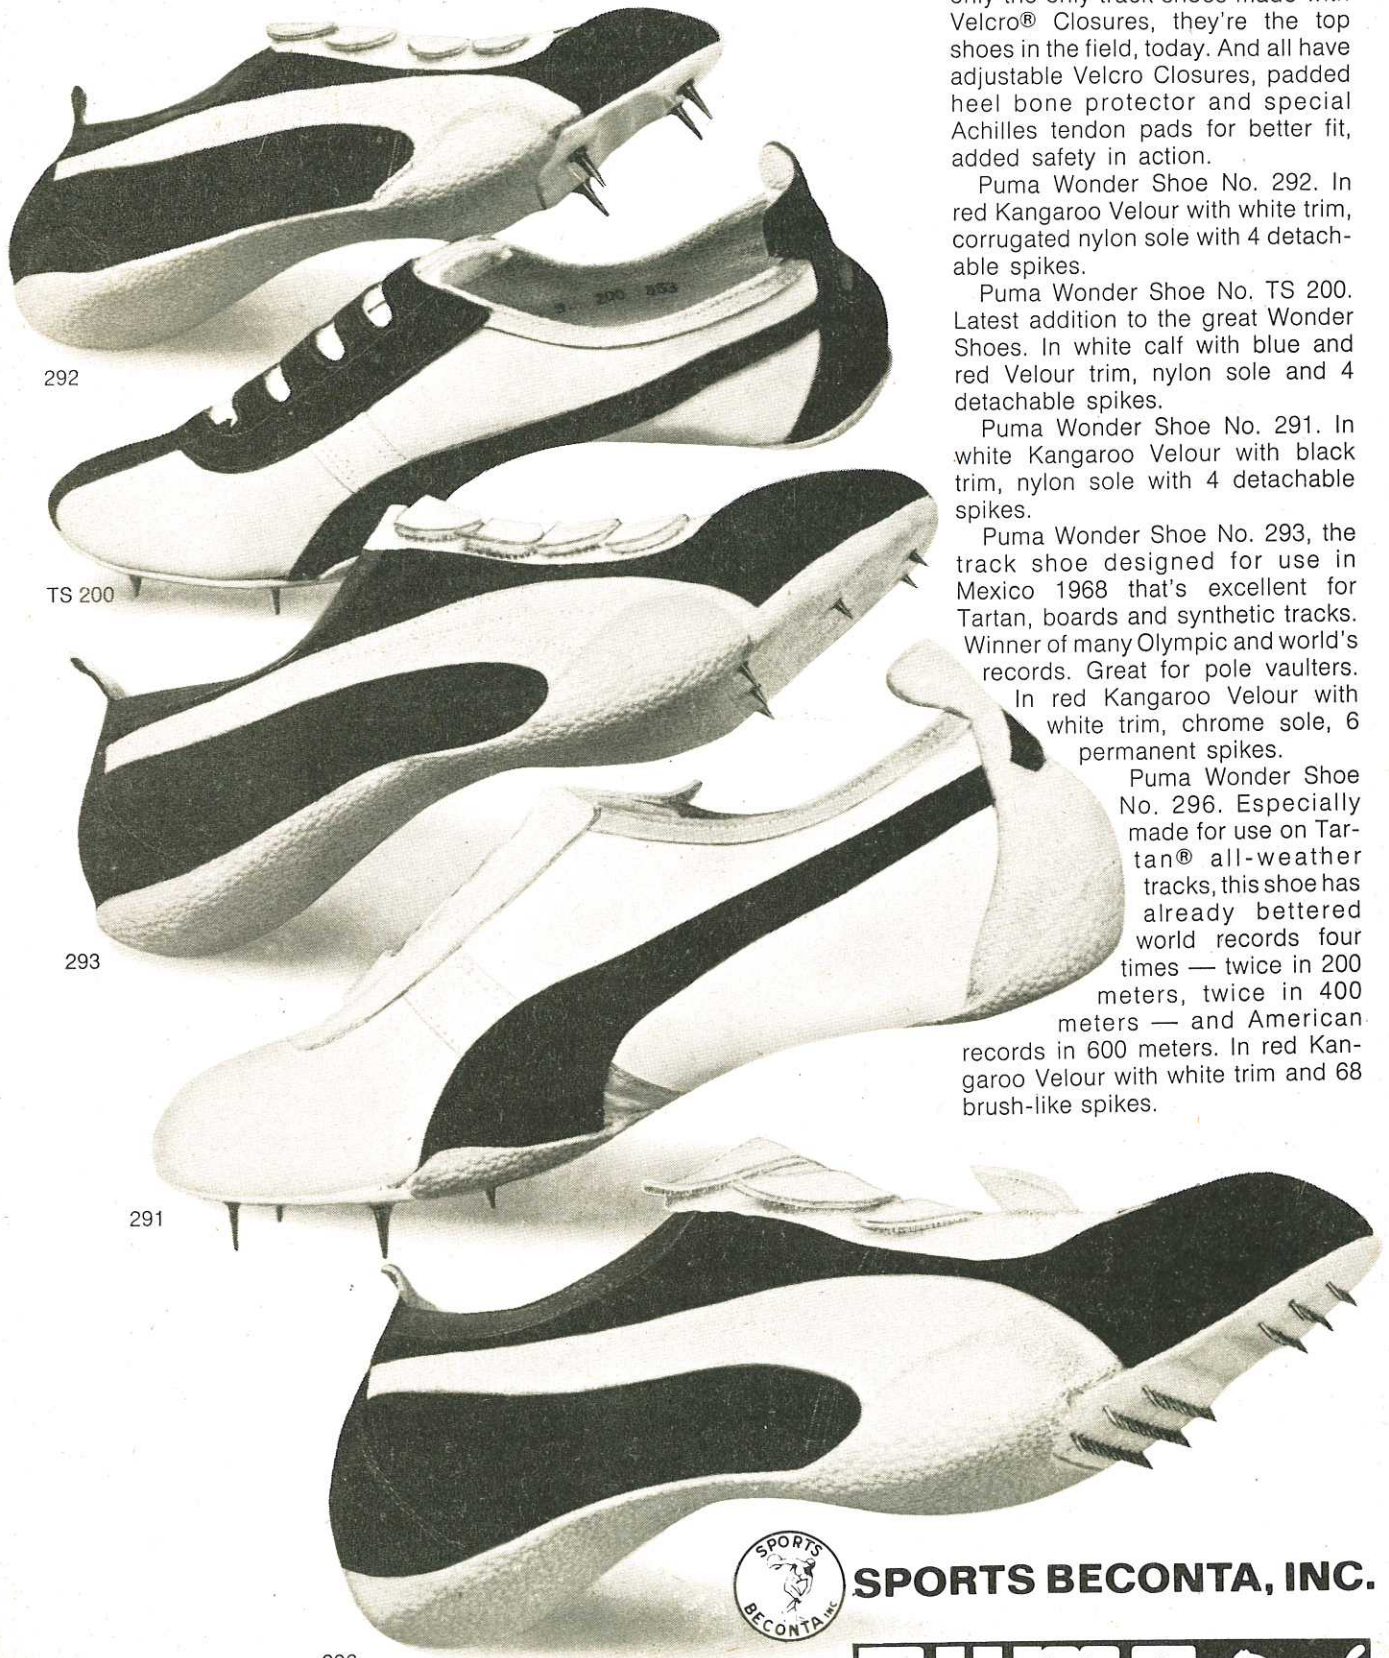 Velcro® Closures, they're the top
shoes in the field, today. And all have
adjustable Velcro Closures, padded
heel bone protector and special
Achilles tendon pads for better fit,
added safety in action.
Puma Wonder Shoe No. 292. In
red Kangaroo Velour with white trim,
corrugated nylon sole with 4 detach-
able spikes.
Puma Wonder Shoe No. TS 200.
Latest addition to the great Wonder
Shoes. In white calf with blue and
red Velour trim, nylon sole and 4
detachable spikes.
Puma Wonder Shoe No. 291. In
white Kangaroo Velour with black
trim, nylon sole with 4 detachable
spikes.
Puma Wonder Shoe No. 293, the
track shoe designed for use in
Mexico 1968 that's excellent for
Tartan, boards and synthetic tracks.
Winner of many Olympic and world's
records. Great for pole vaulters.
In red Kangaroo Velour with
white trim, chrome sole, 6
permanent spikes.
Puma Wonder Shoe
No. 296. Especially
made for use on Tar-
tan® all-weather
tracks, this shoe has
already bettered
world records four
times — twice in 200
meters, twice in 400
meters — and American
records in 600 meters. In red Kan-
garoo Velour with white trim and 68
brush-like spikes.
292
200
TS 200
293
291
SPORTS
BECONTA INC
SPORTS BECONTA, INC.